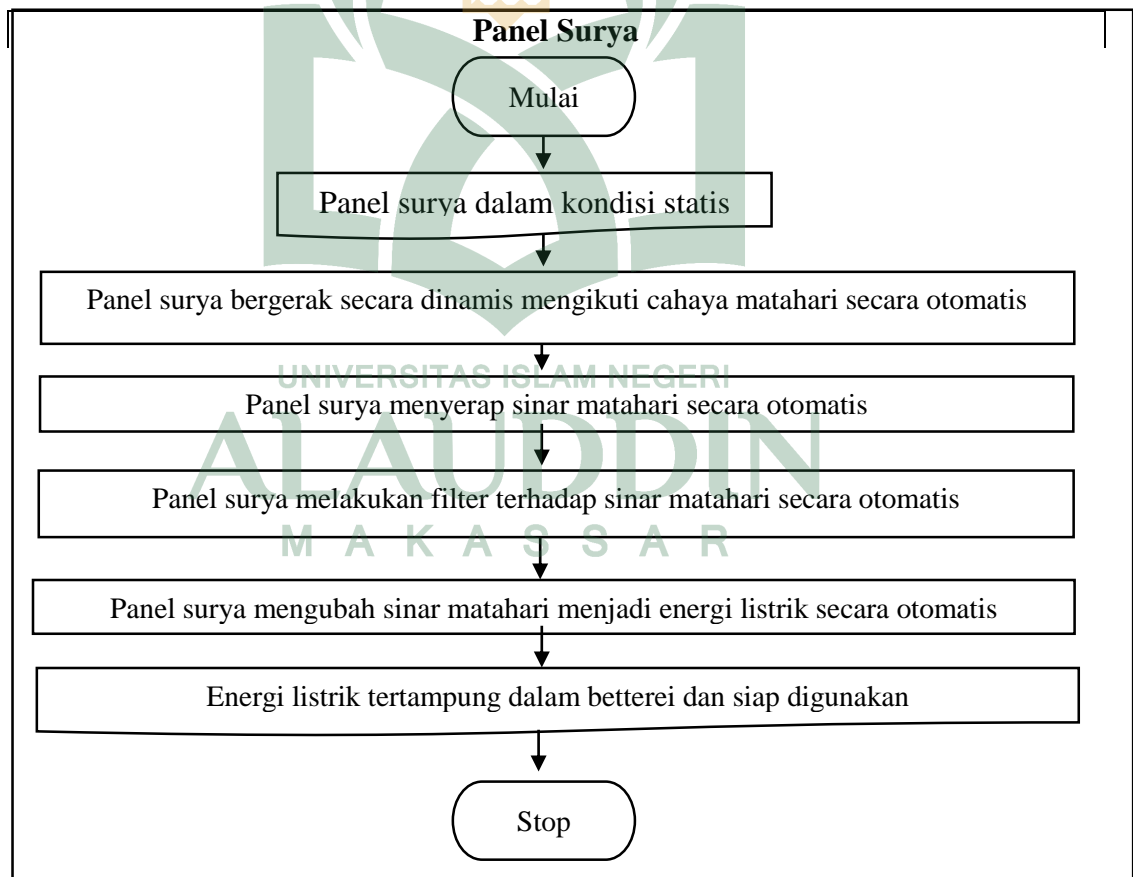 Panel Surya
Mulai
Panel surya dalam kondisi statis
Panel surya bergerak secara dinamis mengikuti cahaya matahari secara otomatis
UNIVERSITAS ISLAM NEGERI
Panel surya menyerap sinar matahari secara otomatis
ALAUDDIN
Panel surya melakukan filter terhadap sinar matahari secara otomatis
MAKASSAR
Panel surya mengubah sinar matahari menjadi energi listrik secara otomatis
Energi listrik tertampung dalam betterei dan siap digunakan
Stop